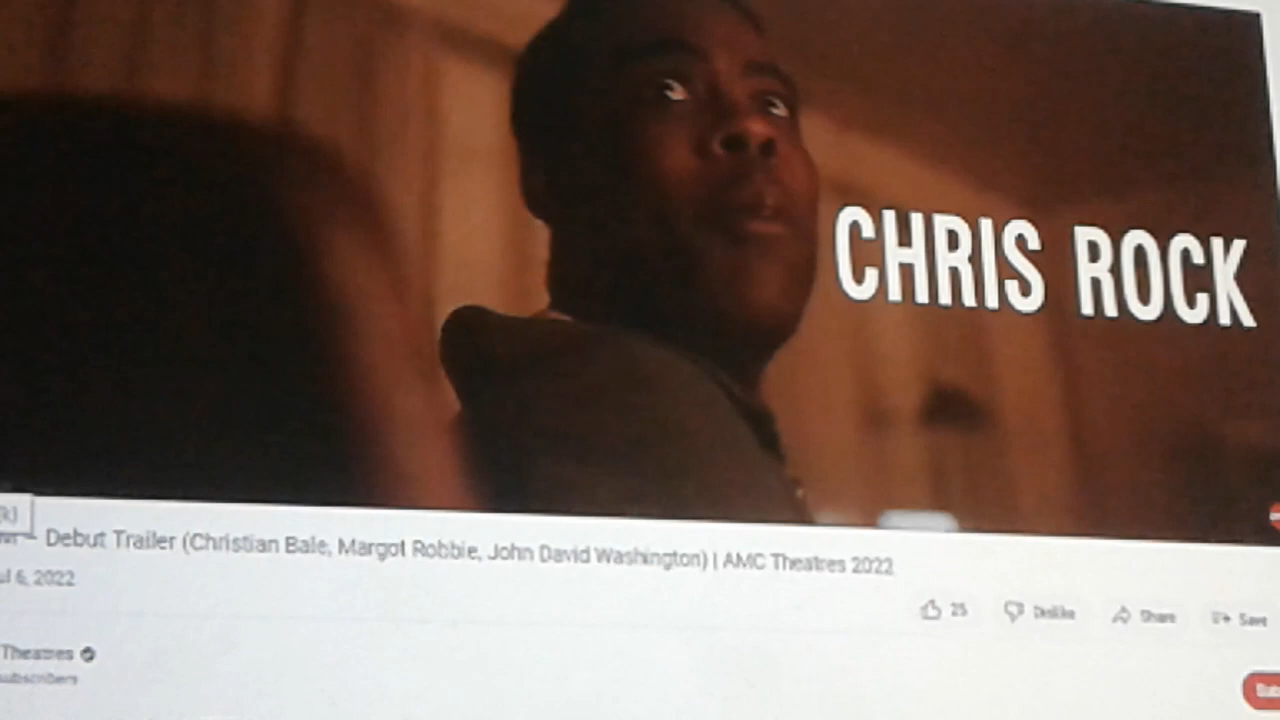 CHRIS ROCK
Debut Trailer (Christian Bale, Margot Robbie, John David Washington) | AMC Theatres 2022
6, 2022
25 Dislike Share Save
Theatres
subscribers